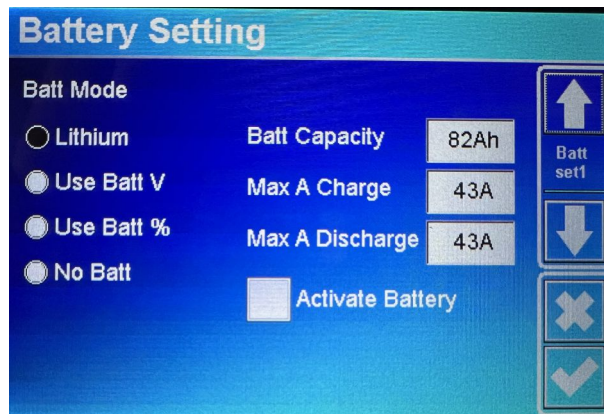 Battery Setting
Batt Mode
Lithium
Batt Capacity 82Ah
Use Batt V
Max A Charge 43A
Use Batt %
Max A Discharge 43A
No Batt
Activate Battery
Batt
set1